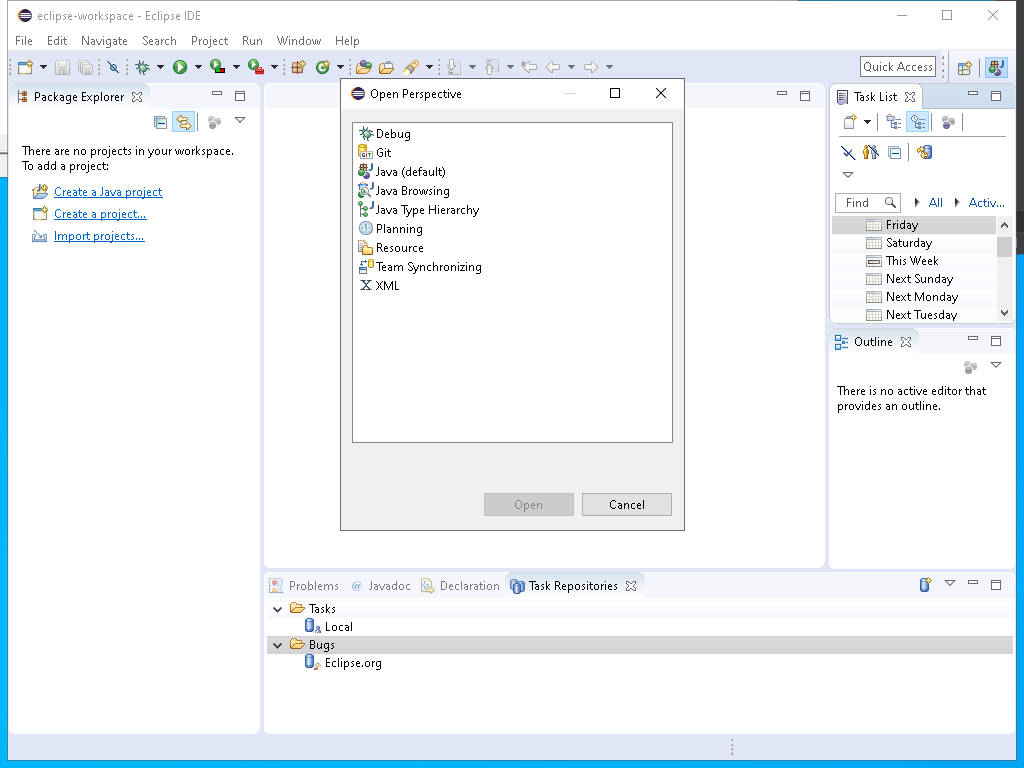 eclipse-workspace - Eclipse IDE
File Edit Navigate Search Project Run Window Help
Quick Access
Package Explorer
There are no projects in your workspace.
To add a project:
Create a Java project
Create a project...
Import projects...
Open Perspective
Debug
GIT
Git
Java (default)
Java Browsing
Java Type Hierarchy
Planning
Resource
Team Synchronizing
X XML
Open Cancel
Task List
Find All Activ...
Friday
Saturday
This Week
Next Sunday
Next Monday
Next Tuesday
Outline
There is no active editor that
provides an outline.
Problems @ Javadoc Declaration Task Repositories
Tasks
Local
Bugs
Eclipse.org